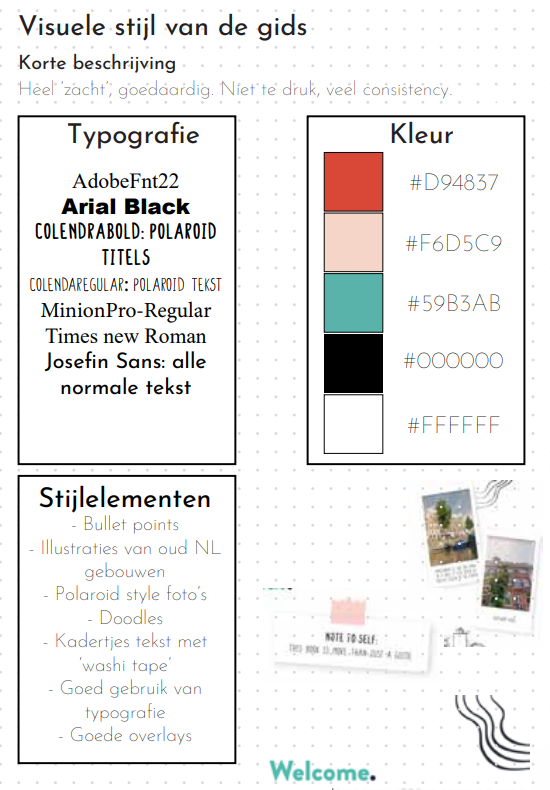 Visuele stijl van de gids
Korte beschrijving
Heel 'zacht', goedaardig. Niet te druk, veel consistency.
Typografie
AdobeFnt22
Arial Black
COLENDRABOLD: POLAROID
TITELS
COLENDAREGULAR: POLAROID TEKST
MinionPro-Regular
Times new Roman
Josefin Sans: alle
normale tekst
Kleur
#D94837
#F6D5C9
#59B3AB
#000000
#FFFFFF
Stijlelementen
- Bullet points
- Illustraties van oud NL
gebouwen
- Polaroid style foto's
- Doodles
- Kadertjes tekst met
'washi tape'
- Goed gebruik van
typografie
- Goede overlays
NOTE TO SELF:
THIS BOOK IS MORE-THAN-JUST-A GUIDE
Welcome.